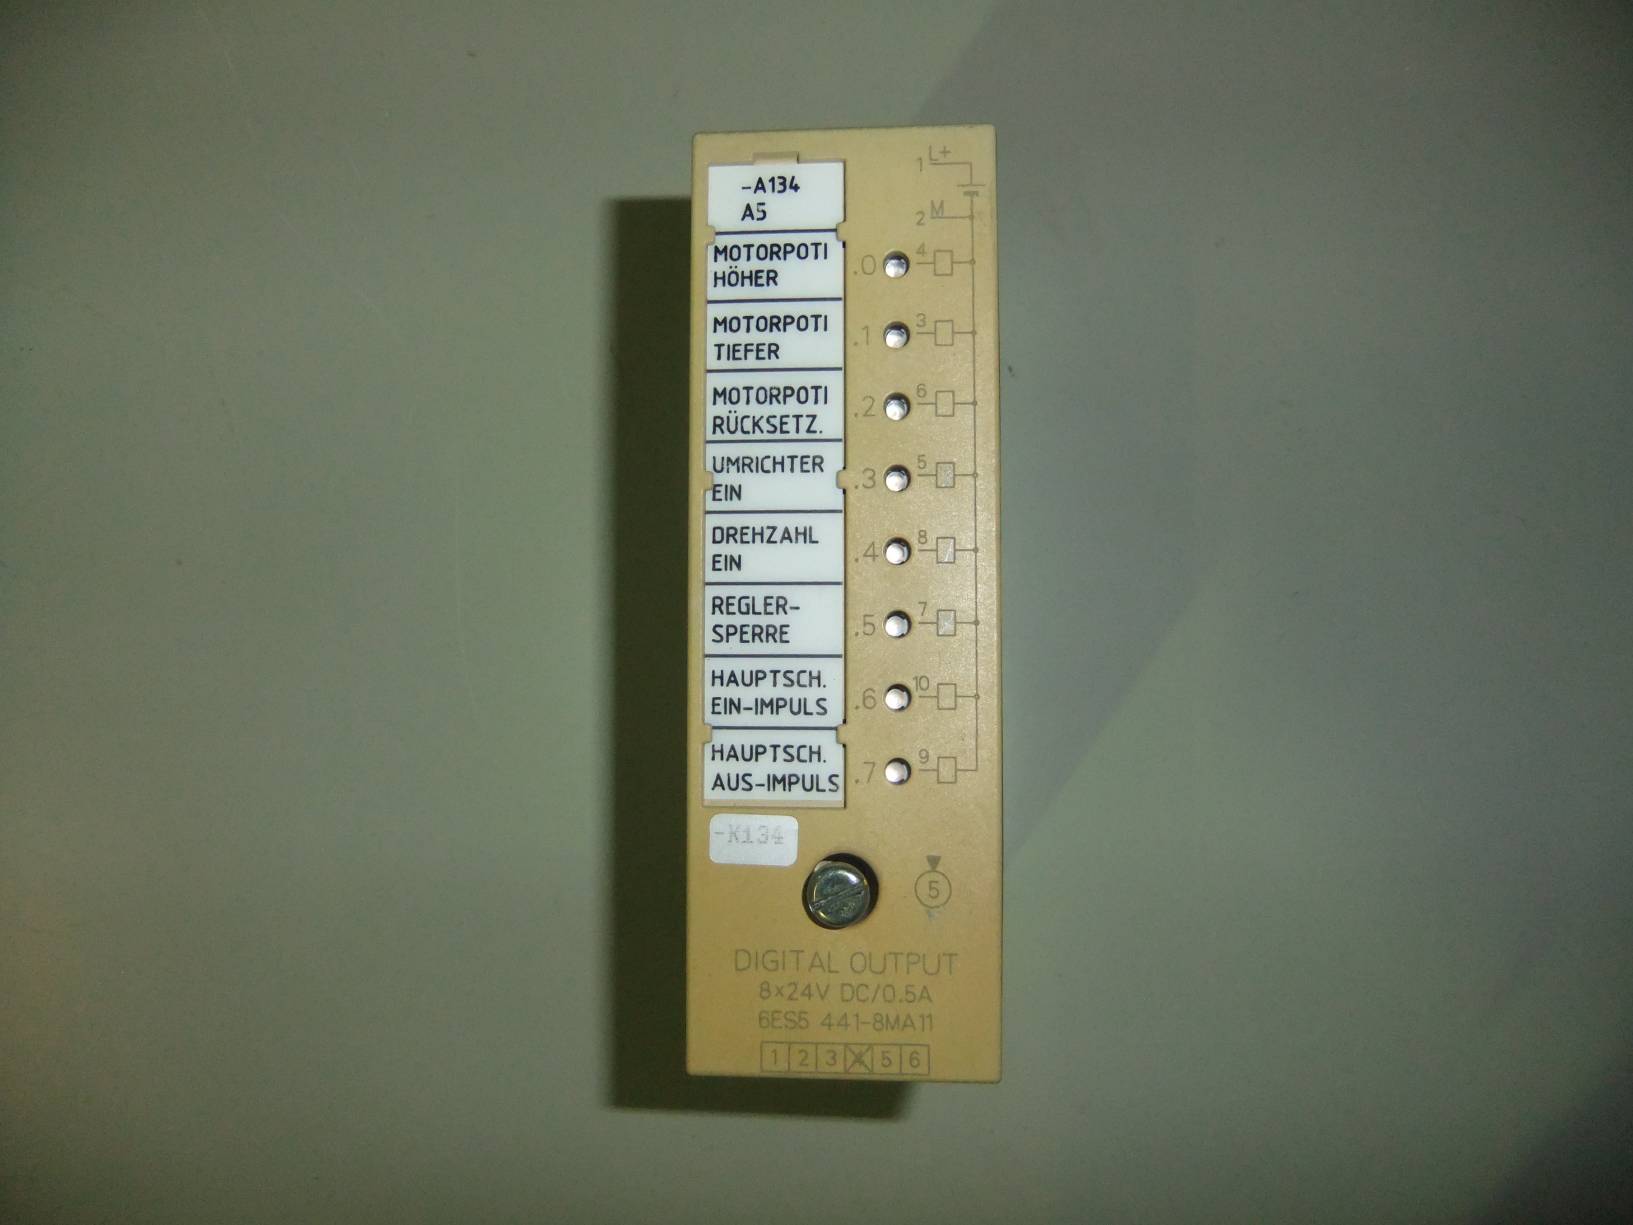 -A134
A5
MOTORPOTI
HÖHER
MOTORPOTI
TIEFER
MOTORPOTI
RÜCKSETZ.
UMRICHTER
EIN
DREHZAHL
EIN
REGLER-
SPERRE
HAUPTSCH.
EIN-IMPULS
HAUPTSCH.
AUS-IMPULS
1 L+
2 M
.0 4
.1 3
.2 6
.3 5
.4 8
.5 7
.6 10
.7 9
-K134
5
DIGITAL OUTPUT
8×24V DC/0.5A
6ES5 441-8MA11
1 2 3 4 5 6